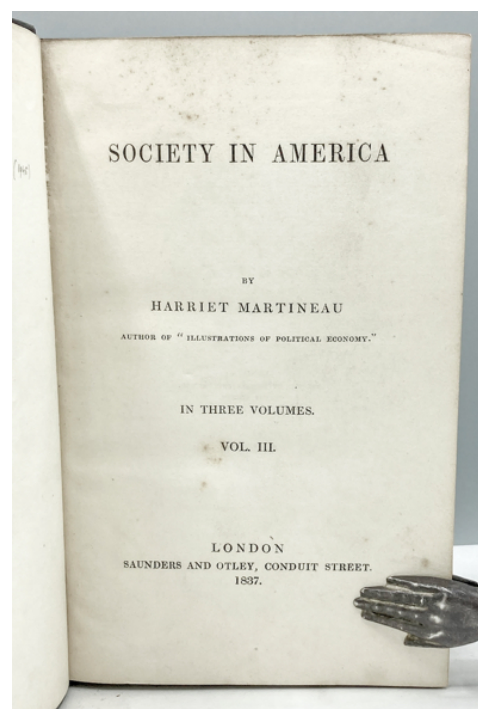 SOCIETY IN AMERICA
BY
HARRIET MARTINEAU
AUTHOR OF "ILLUSTRATIONS OF POLITICAL ECONOMY."
IN THREE VOLUMES.
VOL. III.
LONDON
SAUNDERS AND OTLEY, CONDUIT STREET.
1837.